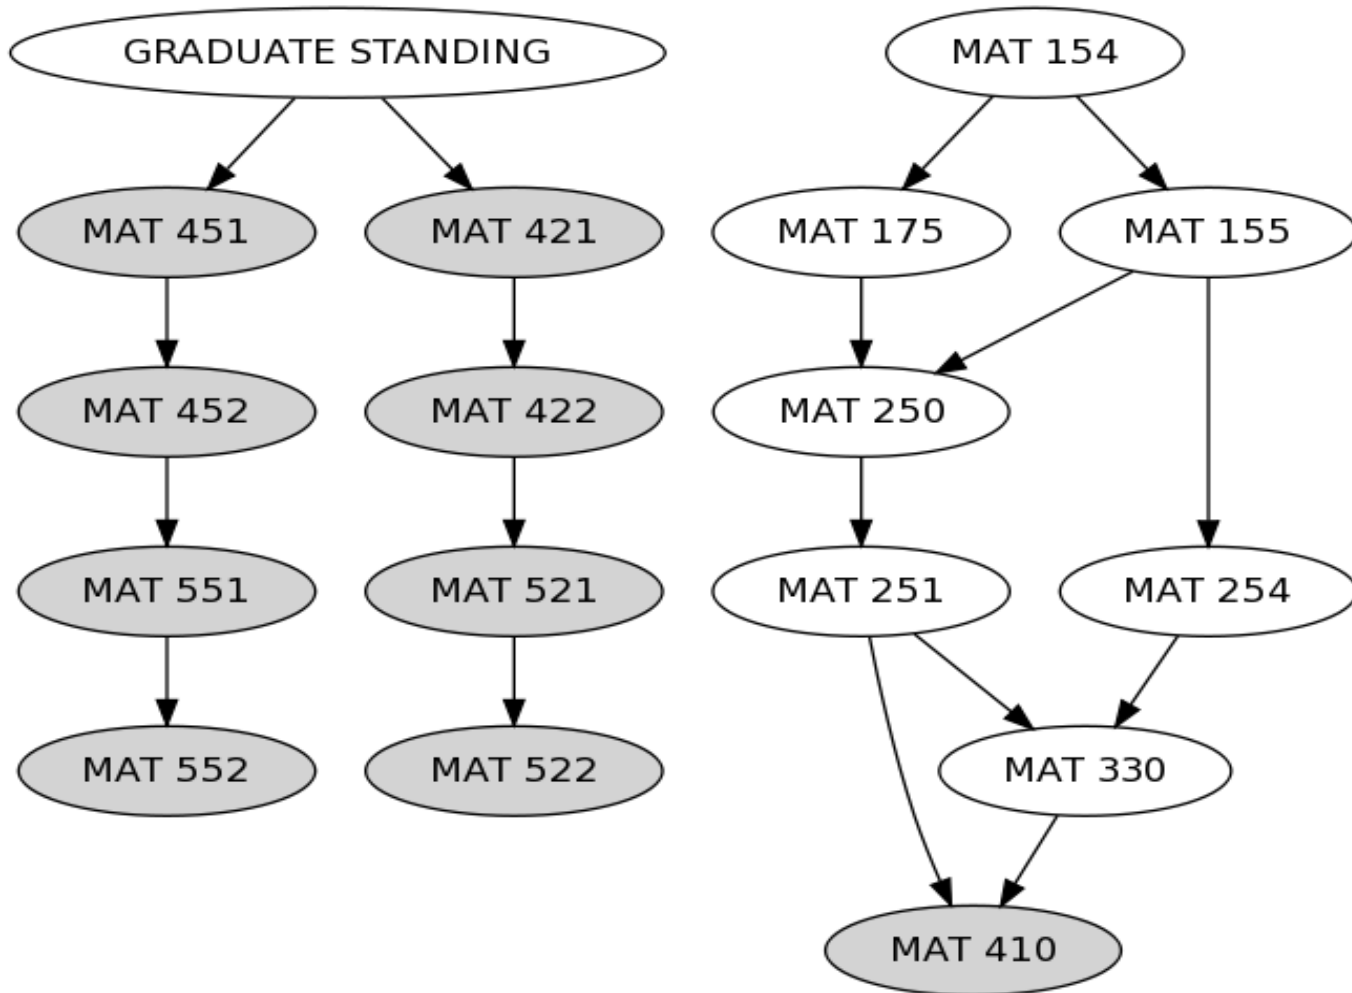 GRADUATE STANDING
MAT 154
MAT 451
MAT 421
MAT 175
MAT 155
MAT 452
MAT 422
MAT 250
MAT 551
MAT 521
MAT 251
MAT 254
MAT 552
MAT 522
MAT 330
MAT 410